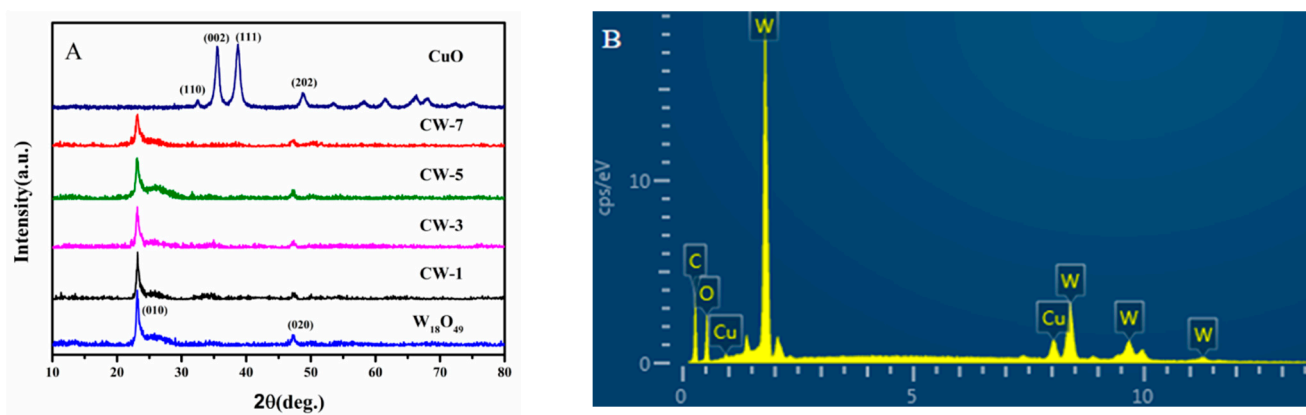 A
CuO
(002)
(111)
(110)
(202)
CW-7
CW-5
CW-3
CW-1
W₁₈O₄₉
(010)
(020)
Intensity(a.u.)
10 20 30 40 50 60 70 80
2θ(deg.)
B
W
10
cps/eV
C
O
Cu
Cu
W
W
W
0
0 5 10